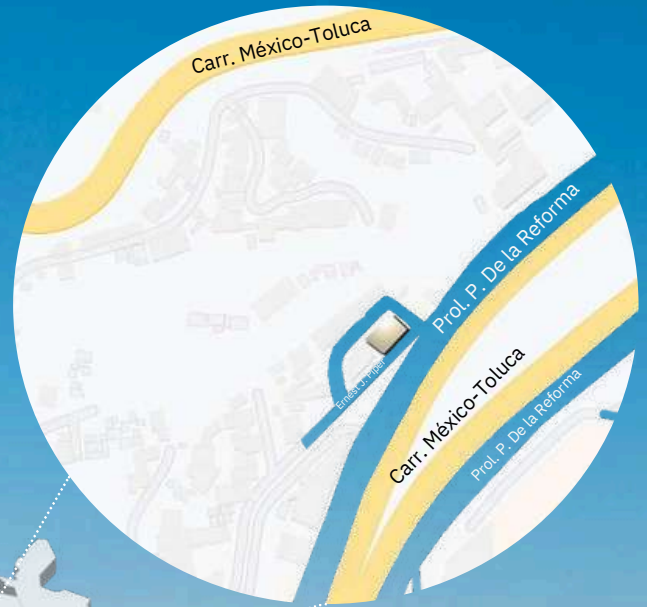 Carr. México-Toluca
Prol. P. De la Reforma
Ernest J. Piper
Carr. México-Toluca
Prol. P. De la Reforma